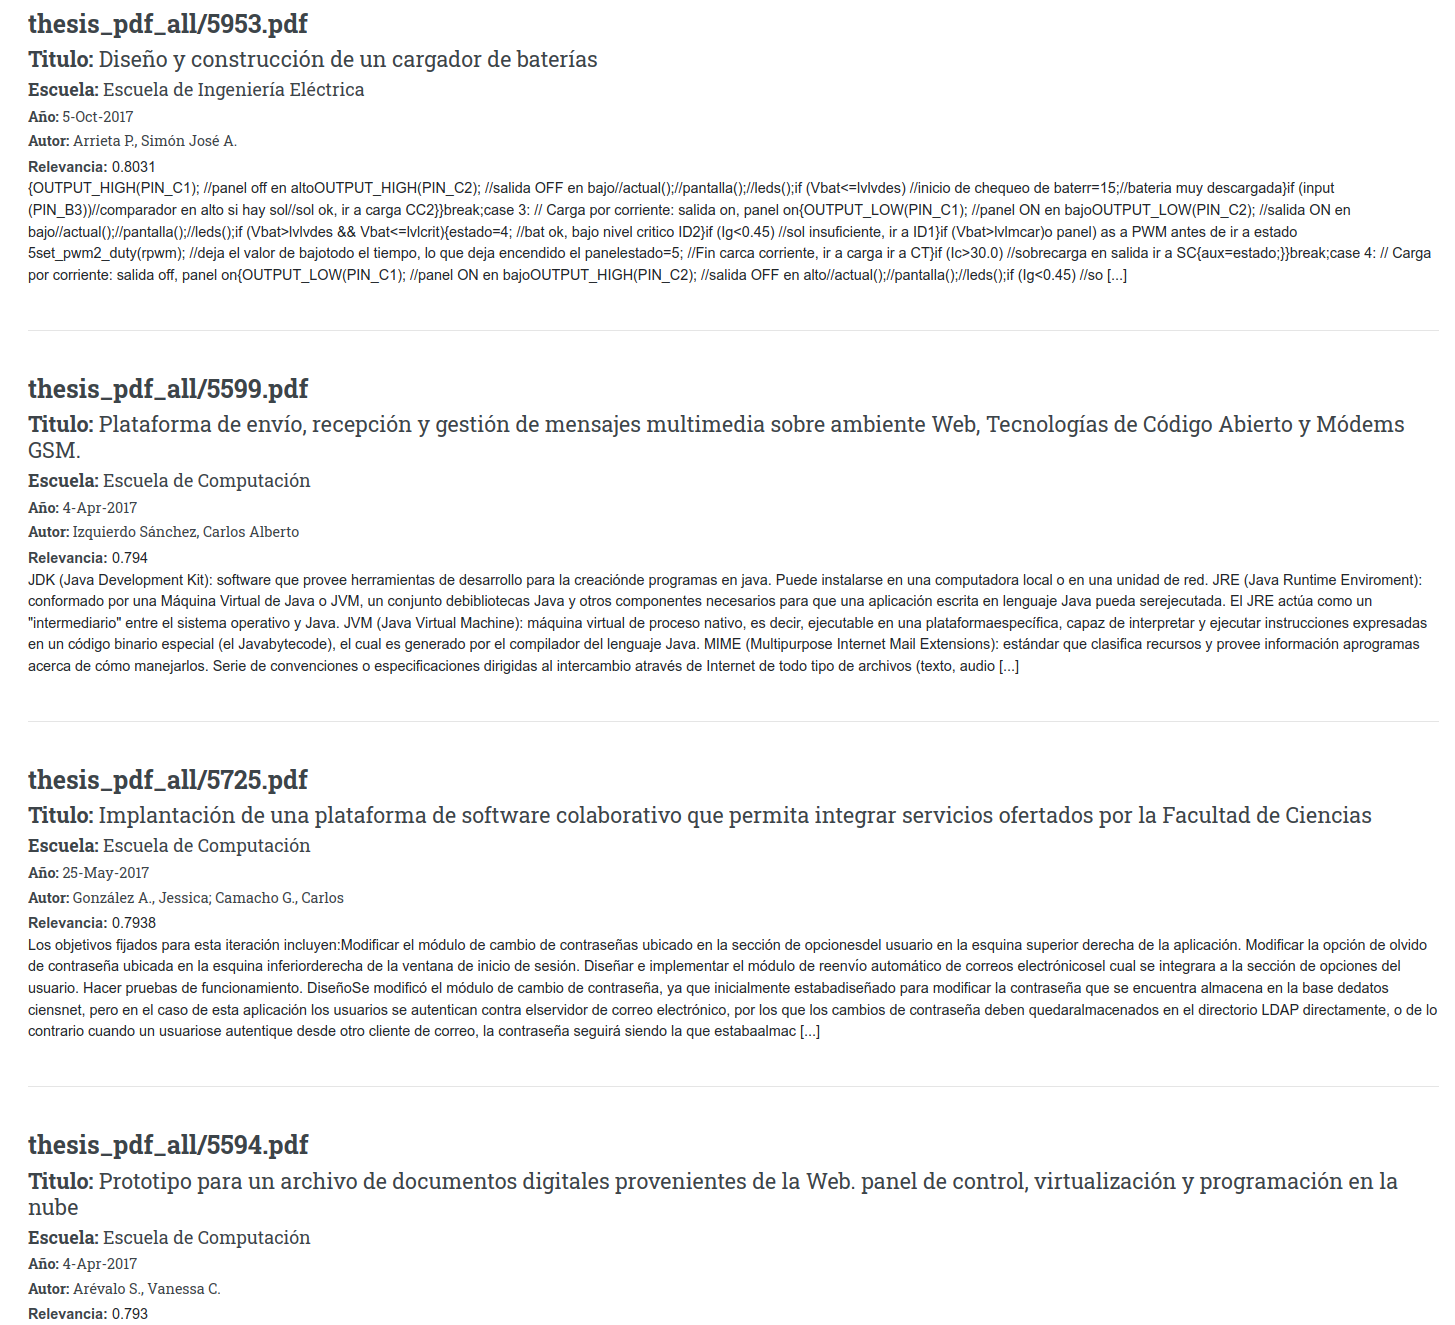 thesis_pdf_all/5953.pdf
Titulo: Diseño y construcción de un cargador de baterías
Escuela: Escuela de Ingeniería Eléctrica
Año: 5-Oct-2017
Autor: Arrieta P., Simón José A.
Relevancia: 0.8031
{OUTPUT_HIGH(PIN_C1); //panel off en altoOUTPUT_HIGH(PIN_C2); //salida OFF en bajo//actual();//pantalla();//leds();if (Vbat<=lvlvdes) //inicio de chequeo de baterr=15;//bateria muy descargada}if (input
(PIN_B3))//comparador en alto si hay sol//sol ok, ir a carga CC2}}break;case 3: // Carga por corriente: salida on, panel on{OUTPUT_LOW(PIN_C1); //panel ON en bajoOUTPUT_LOW(PIN_C2); //salida ON en
bajo//actual();//pantalla();//leds();if (Vbat>lvlvdes && Vbat<=lvlcrit){estado=4; //bat ok, bajo nivel critico ID2}if (Ig<0.45) //sol insuficiente, ir a ID1}if (Vbat>lvlmcar)o panel) as a PWM antes de ir a estado
5set_pwm2_duty(rpwm); //deja el valor de bajotodo el tiempo, lo que deja encendido el panelestado=5; //Fin carca corriente, ir a carga ir a CT}if (Ic>30.0) //sobrecarga en salida ir a SC{aux=estado;}}break;case 4: // Carga
por corriente: salida off, panel on{OUTPUT_LOW(PIN_C1); //panel ON en bajoOUTPUT_HIGH(PIN_C2); //salida OFF en alto//actual();//pantalla();//leds();if (Ig<0.45) //so [...]
thesis_pdf_all/5599.pdf
Titulo: Plataforma de envío, recepción y gestión de mensajes multimedia sobre ambiente Web, Tecnologías de Código Abierto y Módems
GSM.
Escuela: Escuela de Computación
Año: 4-Apr-2017
Autor: Izquierdo Sánchez, Carlos Alberto
Relevancia: 0.794
JDK (Java Development Kit): software que provee herramientas de desarrollo para la creaciónde programas en java. Puede instalarse en una computadora local o en una unidad de red. JRE (Java Runtime Enviroment):
conformado por una Máquina Virtual de Java o JVM, un conjunto debibliotecas Java y otros componentes necesarios para que una aplicación escrita en lenguaje Java pueda serejecutada. El JRE actúa como un
"intermediario" entre el sistema operativo y Java. JVM (Java Virtual Machine): máquina virtual de proceso nativo, es decir, ejecutable en una plataformaespecífica, capaz de interpretar y ejecutar instrucciones expresadas
en un código binario especial (el Javabytecode), el cual es generado por el compilador del lenguaje Java. MIME (Multipurpose Internet Mail Extensions): estándar que clasifica recursos y provee información aprogramas
acerca de cómo manejarlos. Serie de convenciones o especificaciones dirigidas al intercambio através de Internet de todo tipo de archivos (texto, audio [...]
thesis_pdf_all/5725.pdf
Titulo: Implantación de una plataforma de software colaborativo que permita integrar servicios ofertados por la Facultad de Ciencias
Escuela: Escuela de Computación
Año: 25-May-2017
Autor: González A., Jessica; Camacho G., Carlos
Relevancia: 0.7938
Los objetivos fijados para esta iteración incluyen:Modificar el módulo de cambio de contraseñas ubicado en la sección de opcionesdel usuario en la esquina superior derecha de la aplicación. Modificar la opción de olvido
de contraseña ubicada en la esquina inferiorderecha de la ventana de inicio de sesión. Diseñar e implementar el módulo de reenvío automático de correos electrónicosel cual se integrara a la sección de opciones del
usuario. Hacer pruebas de funcionamiento. DiseñoSe modificó el módulo de cambio de contraseña, ya que inicialmente estabadiseñado para modificar la contraseña que se encuentra almacena en la base dedatos
ciensnet, pero en el caso de esta aplicación los usuarios se autentican contra elservidor de correo electrónico, por los que los cambios de contraseña deben quedaralmacenados en el directorio LDAP directamente, o de lo
contrario cuando un usuariose autentique desde otro cliente de correo, la contraseña seguirá siendo la que estabaalmac [...]
thesis_pdf_all/5594.pdf
Titulo: Prototipo para un archivo de documentos digitales provenientes de la Web. panel de control, virtualización y programación en la
nube
Escuela: Escuela de Computación
Año: 4-Apr-2017
Autor: Arévalo S., Vanessa C.
Relevancia: 0.793